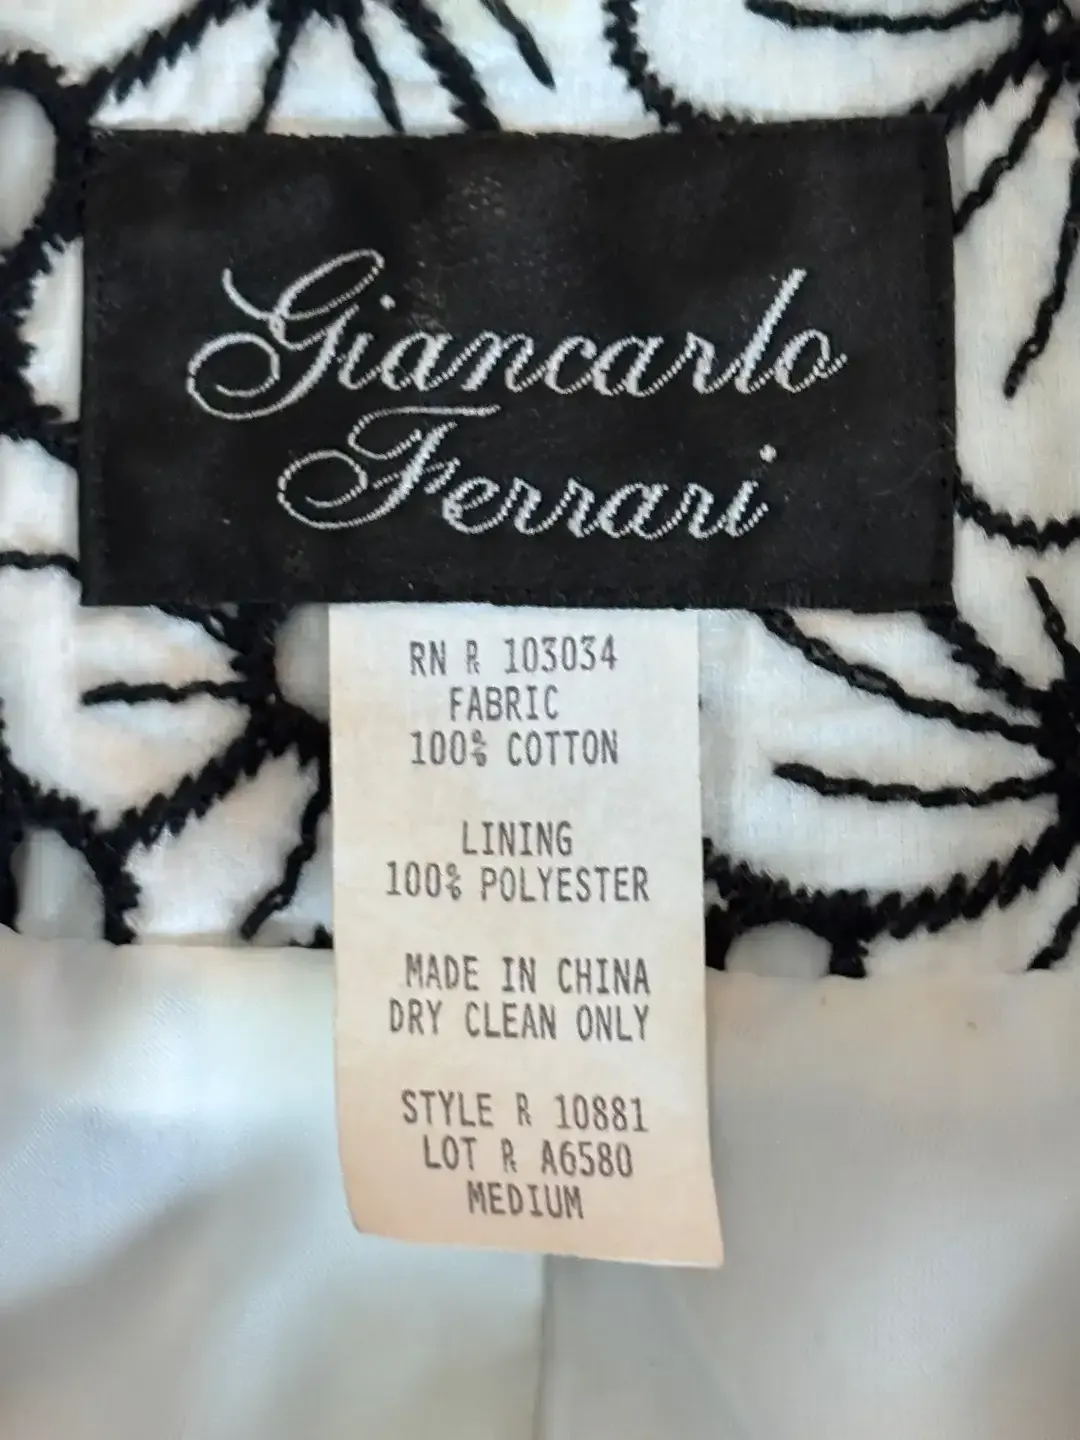 Giancarlo
Ferrari
RN R 103034
FABRIC
100% COTTON
LINING
100% POLYESTER
MADE IN CHINA
DRY CLEAN ONLY
STYLE R 10881
LOT R A6580
MEDIUM